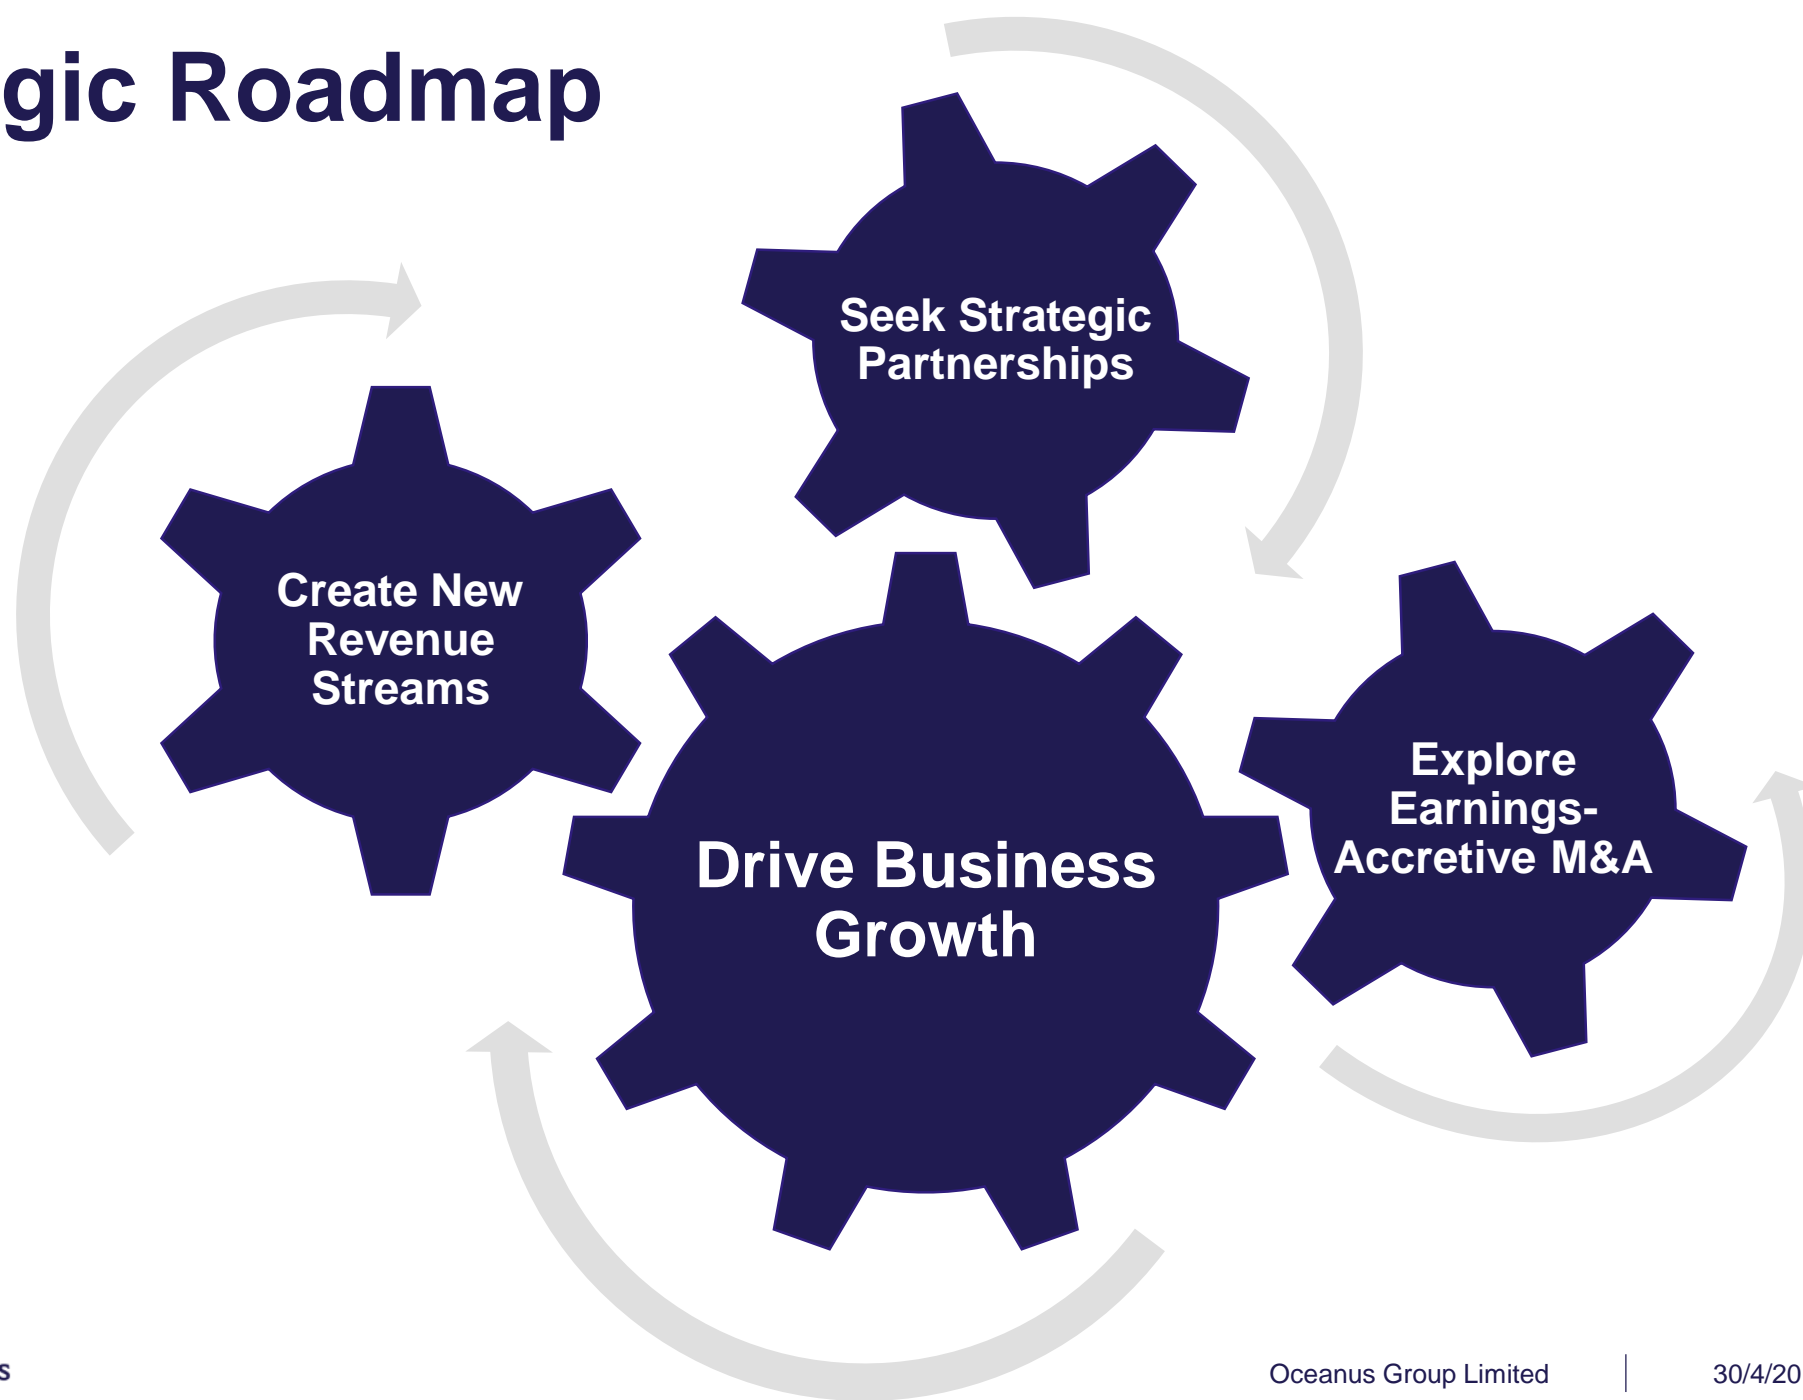 gic Roadmap
Seek Strategic
Partnerships
Create New
Revenue
Streams
Explore
Earnings-
Accretive M&A
Drive Business
Growth
s
Oceanus Group Limited
30/4/20